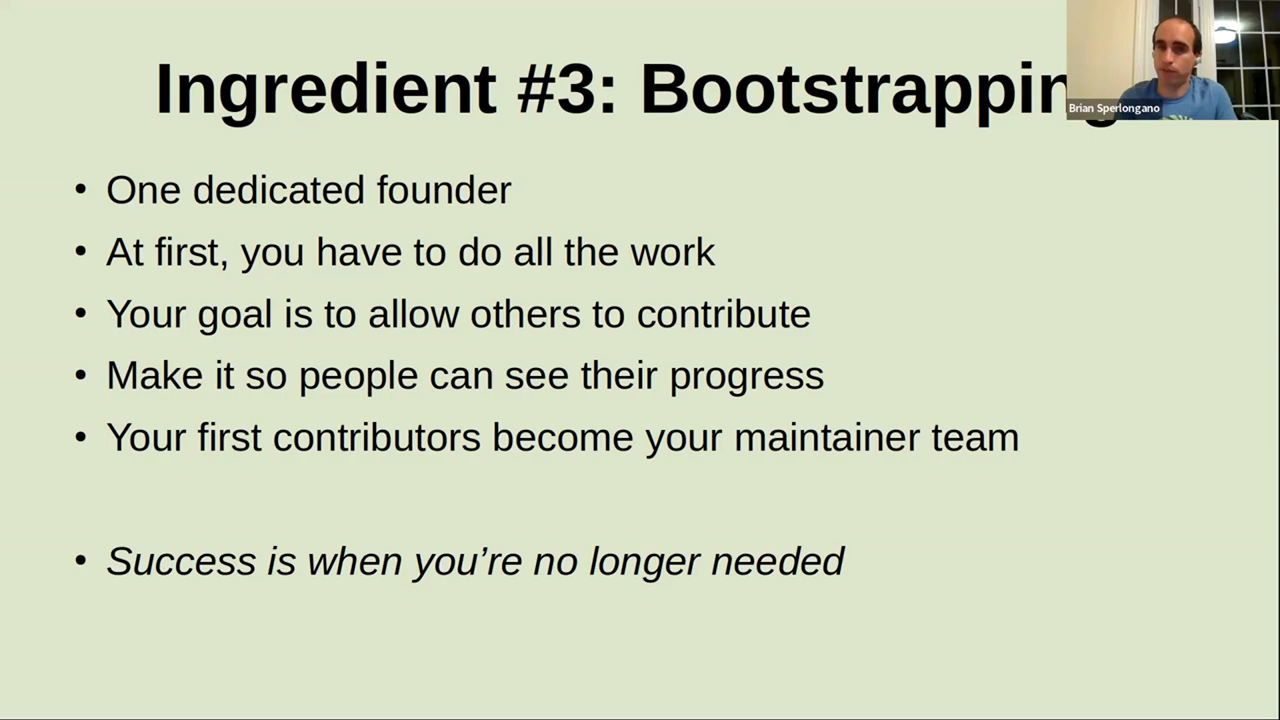 Ingredient #3: Bootstrapping
Brian Sperlongano
• One dedicated founder
• At first, you have to do all the work
• Your goal is to allow others to contribute
• Make it so people can see their progress
• Your first contributors become your maintainer team
• Success is when you’re no longer needed